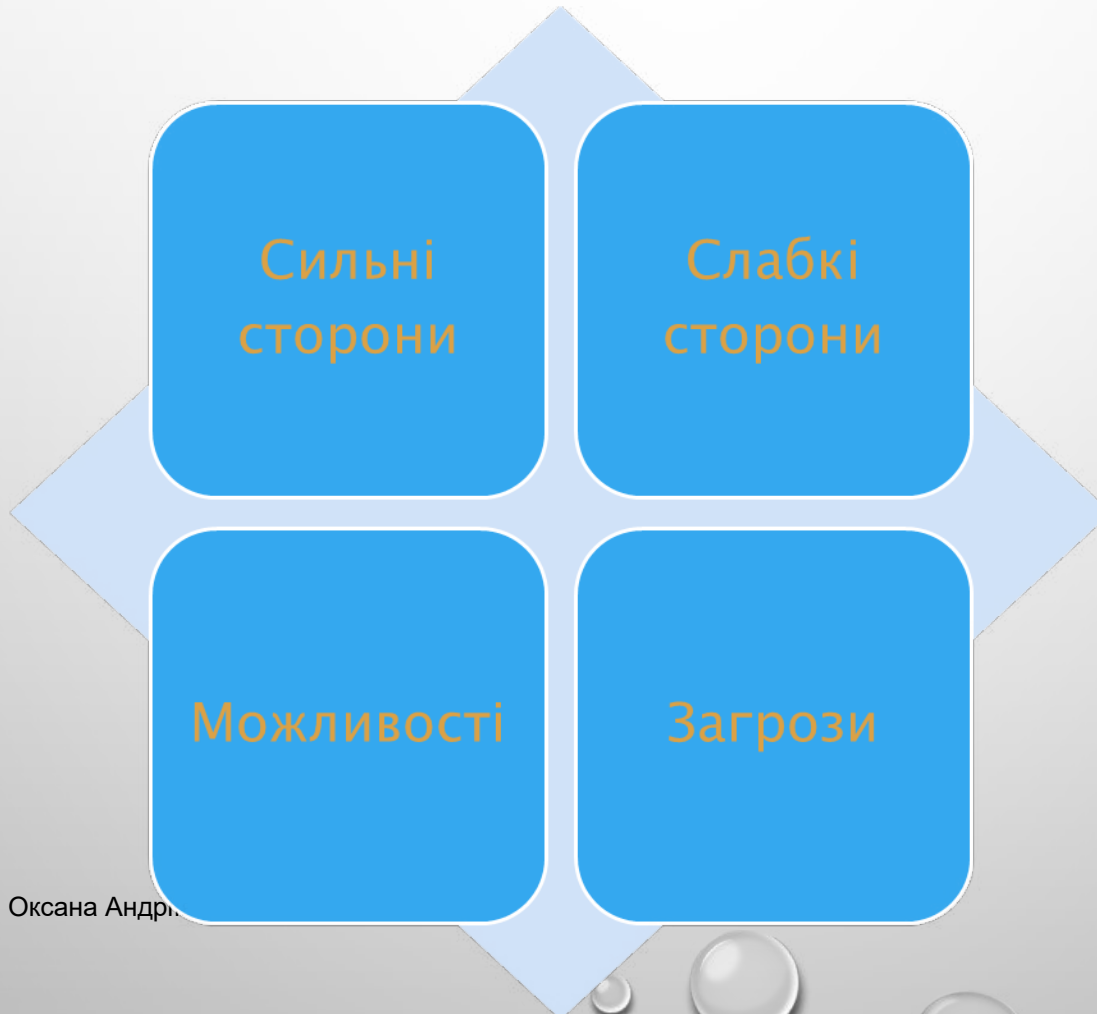 Сильні
сторони
Слабкі
сторони
Можливості
Загрози
Оксана